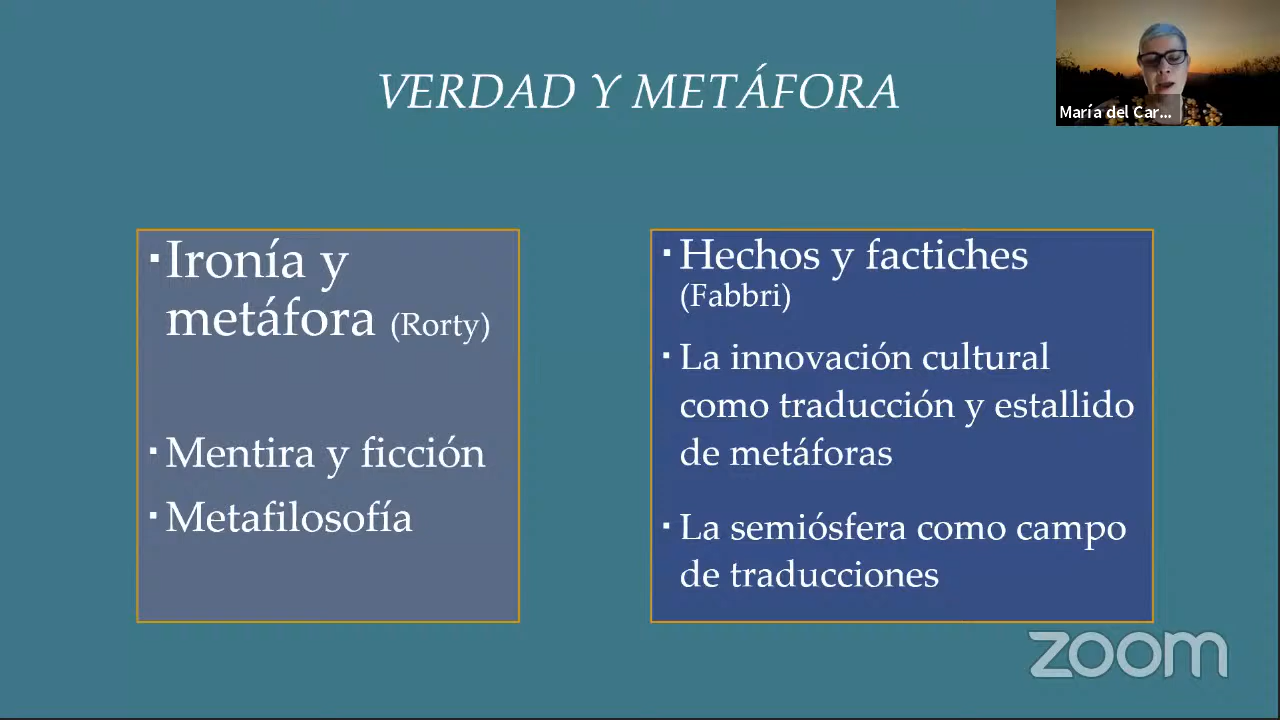 VERDAD Y METÁFORA
María del Car...
▪Ironía y
metáfora (Rorty)
▪Mentira y ficción
▪Metafilosofía
▪Hechos y factiches
(Fabbri)
▪La innovación cultural
como traducción y estallido
de metáforas
▪La semiósfera como campo
de traducciones
zoom